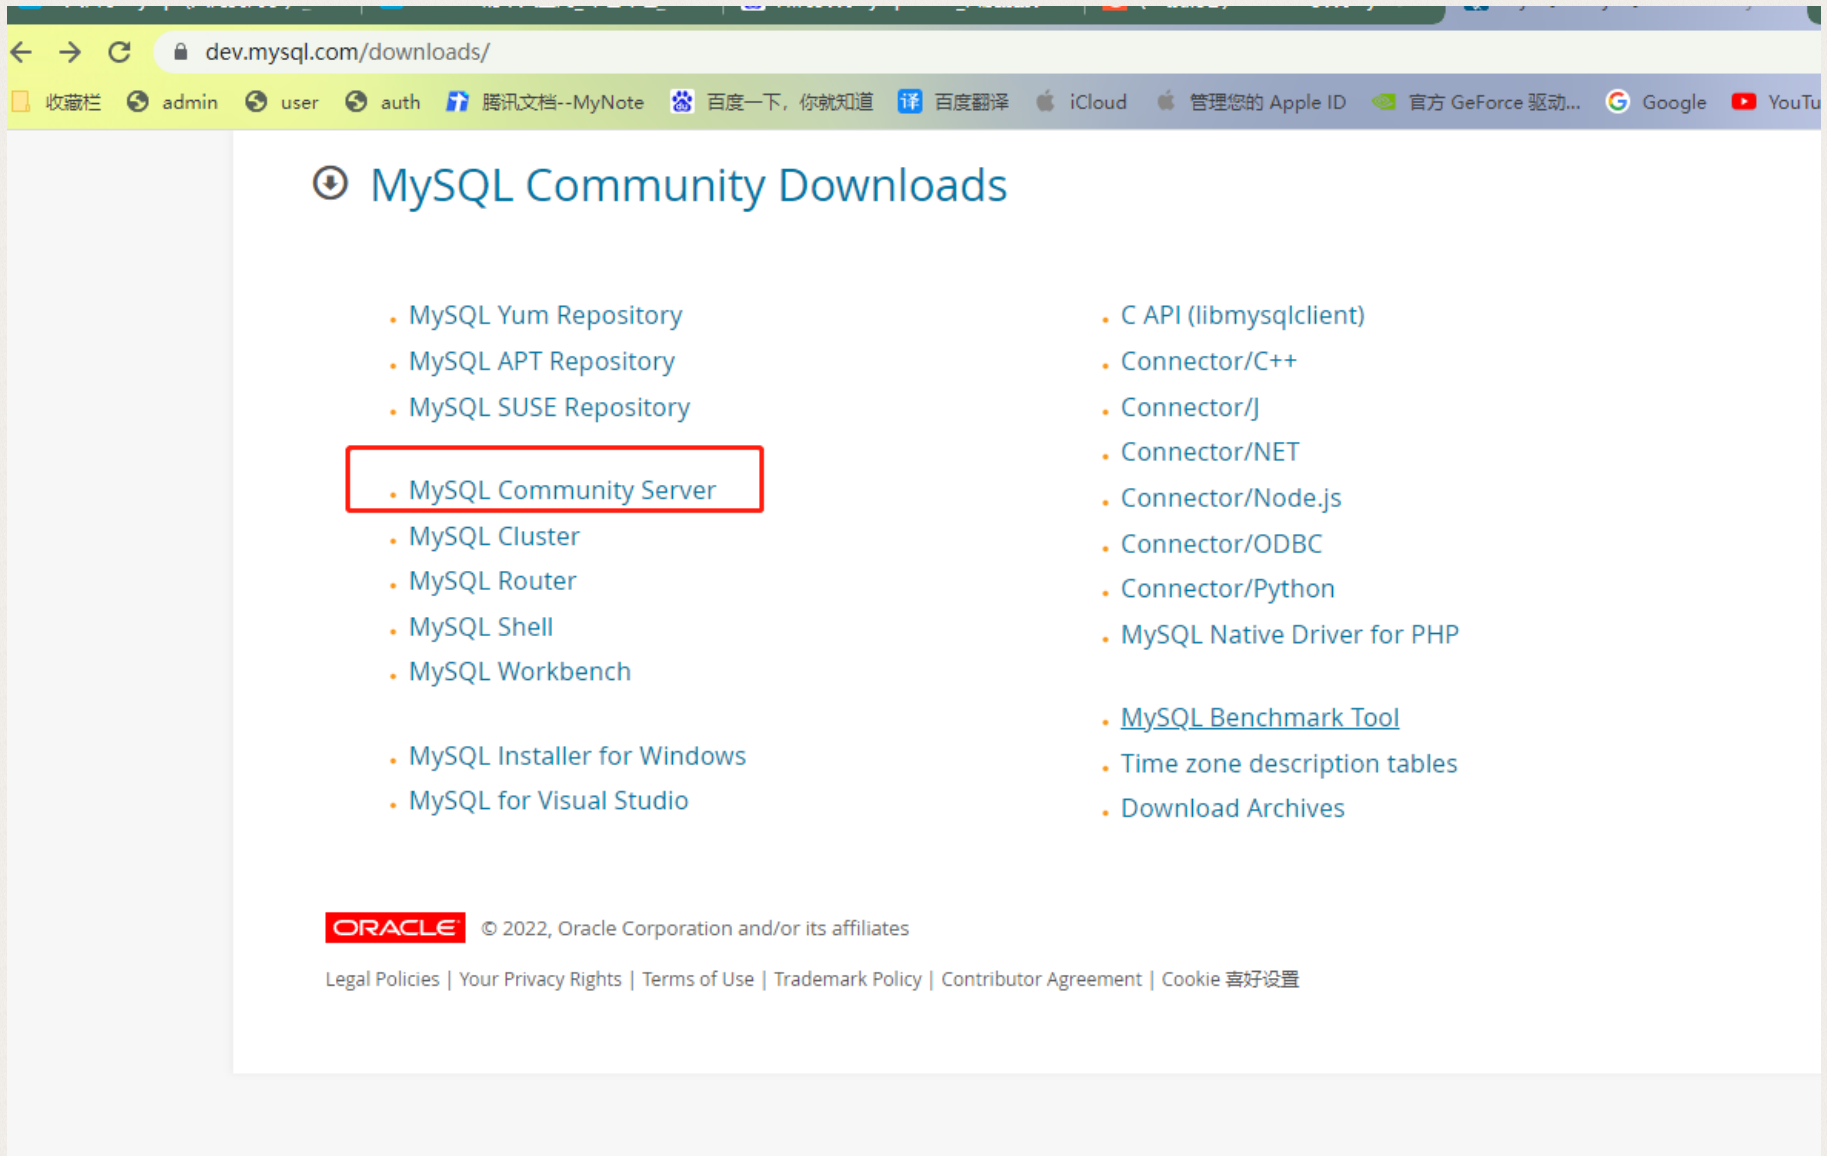 dev.mysql.com/downloads/
收藏栏 admin user auth 腾讯文档--MyNote 百度一下，你就知道 译 百度翻译 iCloud 管理您的 Apple ID 官方 GeForce 驱动... Google YouTu
MySQL Community Downloads
MySQL Yum Repository
MySQL APT Repository
MySQL SUSE Repository
MySQL Community Server
MySQL Cluster
MySQL Router
MySQL Shell
MySQL Workbench
MySQL Installer for Windows
MySQL for Visual Studio
C API (libmysqlclient)
Connector/C++
Connector/J
Connector/NET
Connector/Node.js
Connector/ODBC
Connector/Python
MySQL Native Driver for PHP
MySQL Benchmark Tool
Time zone description tables
Download Archives
ORACLE © 2022, Oracle Corporation and/or its affiliates
Legal Policies | Your Privacy Rights | Terms of Use | Trademark Policy | Contributor Agreement | Cookie 喜好设置